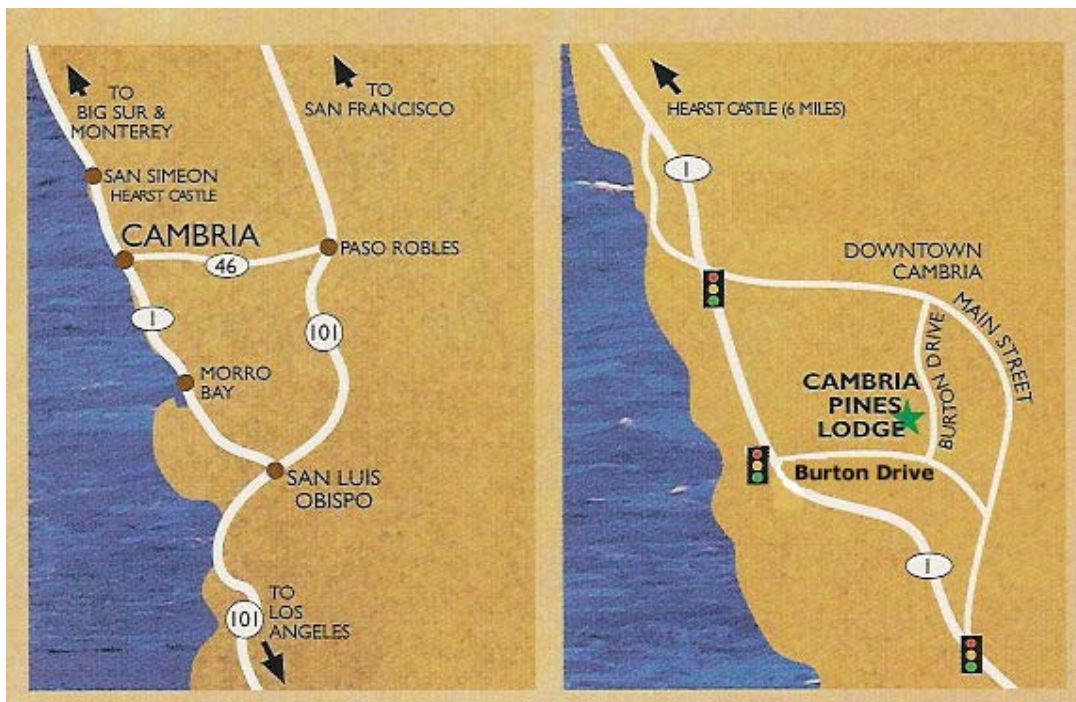 TO
BIG SUR &
MONTEREY
TO
SAN FRANCISCO
SAN SIMEON
HEARST CASTLE
CAMBRIA
PASO ROBLES
46
1
101
MORRO
BAY
SAN LUIS
OBISPO
TO
LOS
ANGELES
101
HEARST CASTLE (6 MILES)
1
DOWNTOWN
CAMBRIA
MAIN STREET
BURTON DRIVE
CAMBRIA
PINES
LODGE
Burton Drive
1